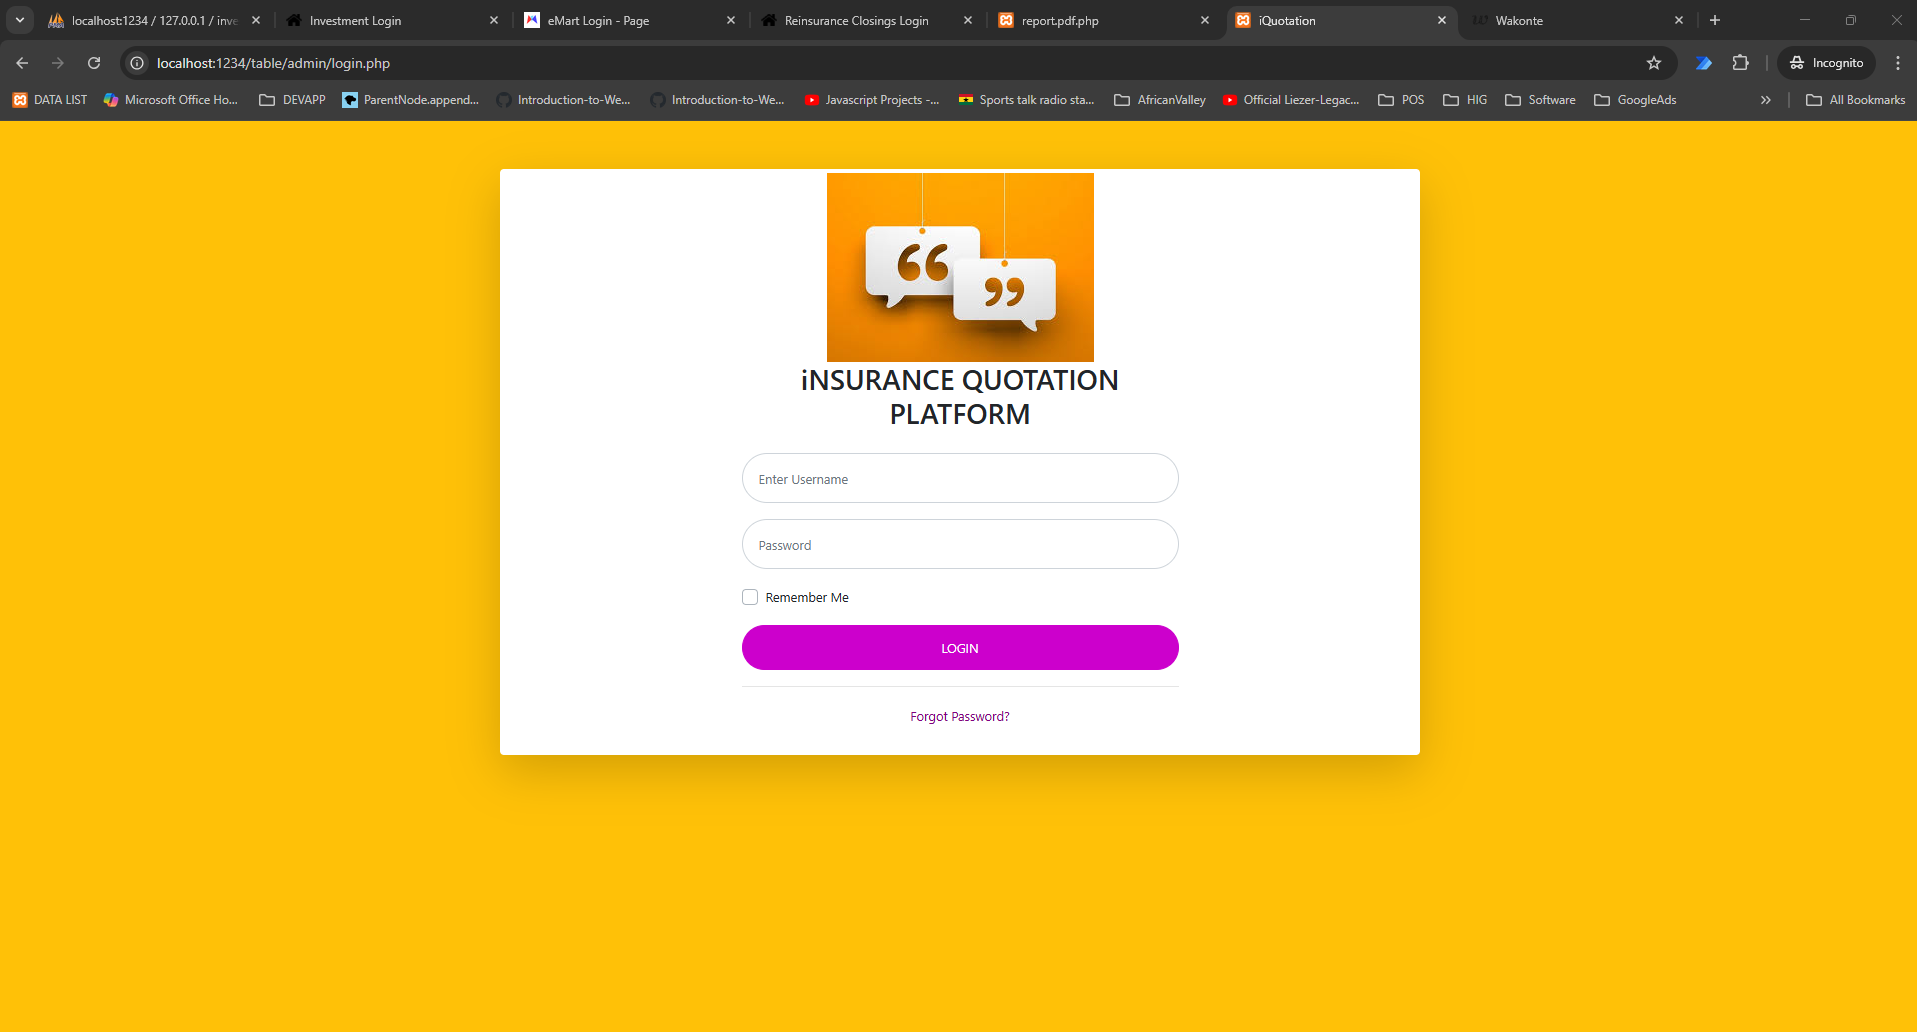 localhost:1234 / 127.0.0.1 / inve
Investment Login
eMart Login - Page
Reinsurance Closings Login
report.pdf.php
iQuotation
Wakonte
localhost:1234/table/admin/login.php
Incognito
DATA LIST
Microsoft Office Ho...
DEVAPP
ParentNode.append...
Introduction-to-We...
Introduction-to-We...
Javascript Projects -...
Sports talk radio sta...
AfricanValley
Official Liezer-Legac...
POS
HIG
Software
GoogleAds
All Bookmarks
iNSURANCE QUOTATION
PLATFORM
Enter Username
Password
Remember Me
LOGIN
Forgot Password?